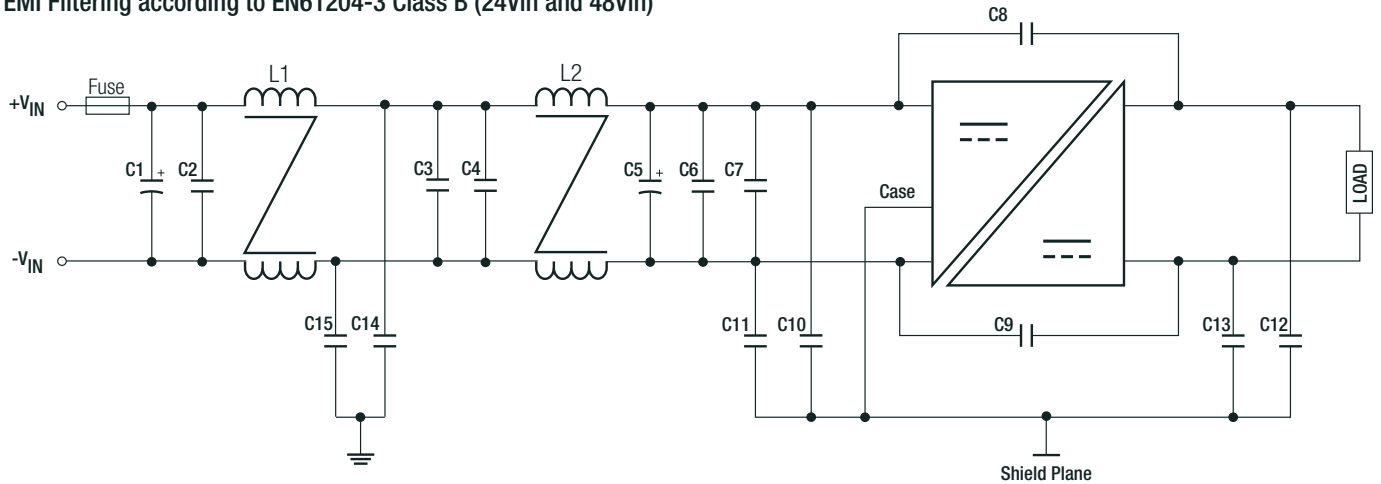 EMI Filtering according to EN61204-3 Class B (24Vin and 48Vin)
C8
L1
L2
Fuse
+VIN
C1 +
C2
C3
C4
C5 +
C6
C7
Case
LOAD
-VIN
C15
C14
C11
C10
C9
C13
C12
Shield Plane